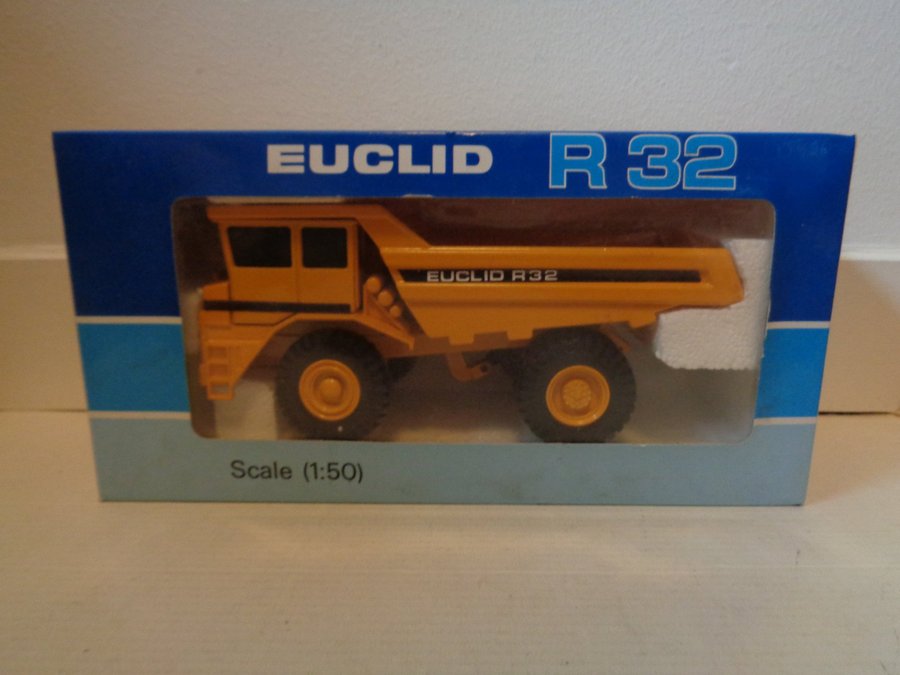 EUCLID R 32
EUCLID R32
Scale (1:50)